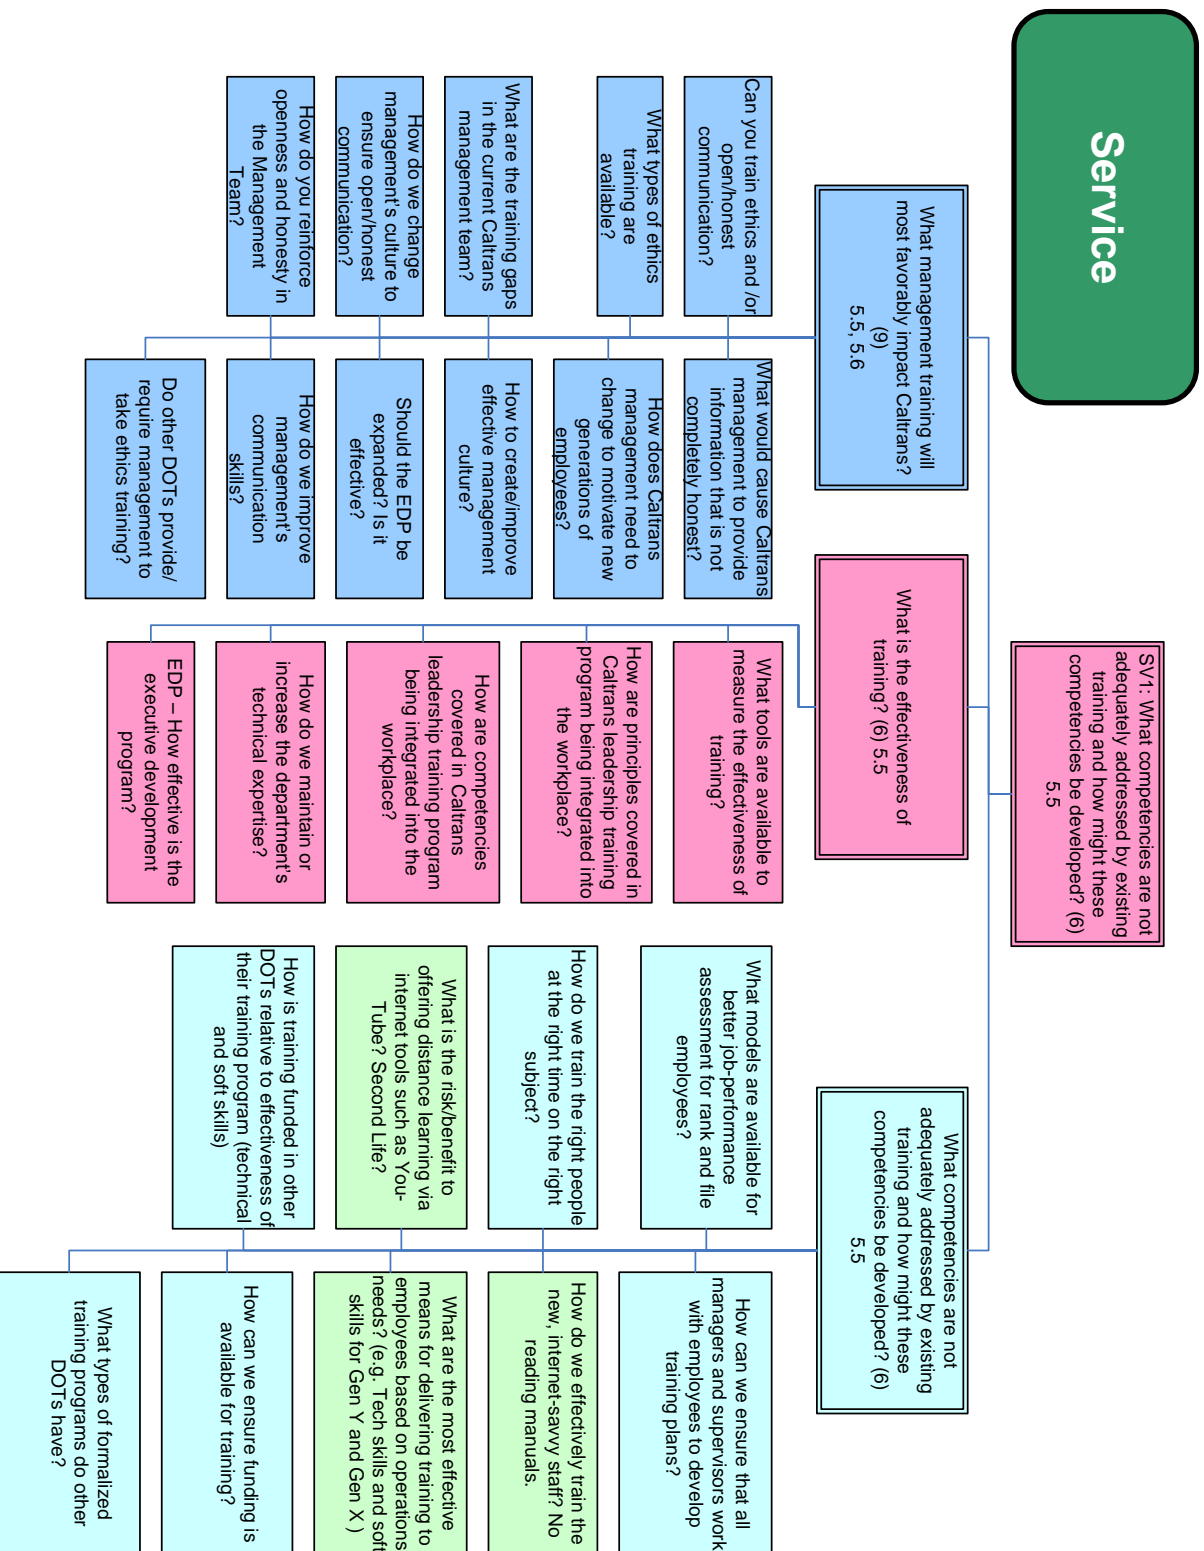 Service
SV1: What competencies are not
adequately addressed by existing
training and how might these
competencies be developed? (6)
5.5
What management training will
most favorably impact Caltrans?
(9)
5.5, 5.6
Can you train ethics and /or
open/honest
communication?
What types of ethics
training are
available?
What are the training gaps
in the current Caltrans
management team?
How do we change
management's culture to
ensure open/honest
communication?
How do you reinforce
openness and honesty in
the Management
Team?
What would cause Caltrans
management to provide
information that is not
completely honest?
How does Caltrans
management need to
change to motivate new
generations of
employees?
How to create/improve
effective management
culture?
Should the EDP be
expanded? Is it
effective?
How do we improve
management's
communication
skills?
Do other DOTs provide/
require management to
take ethics training?
What is the effectiveness of
training? (6) 5.5
What tools are available to
measure the effectiveness of
training?
How are principles covered in
Caltrans leadership training
program being integrated into
the workplace?
How are competencies
covered in Caltrans
leadership training program
being integrated into the
workplace?
How do we maintain or
increase the department's
technical expertise?
EDP – How effective is the
executive development
program?
What competencies are not
adequately addressed by existing
training and how might these
competencies be developed? (6)
5.5
What models are available for
better job-performance
assessment for rank and file
employees?
How do we train the right people
at the right time on the right
subject?
What is the risk/benefit to
offering distance learning via
internet tools such as You-
Tube? Second Life?
How is training funded in other
DOTs relative to effectiveness of
their training program (technical
and soft skills)
How can we ensure that all
managers and supervisors work
with employees to develop
training plans?
How do we effectively train the
new, internet-savvy staff? No
reading manuals.
What are the most effective
means for delivering training to
employees based on operations
needs? (e.g. Tech skills and soft
skills for Gen Y and Gen X )
How can we ensure funding is
available for training?
What types of formalized
training programs do other
DOTs have?